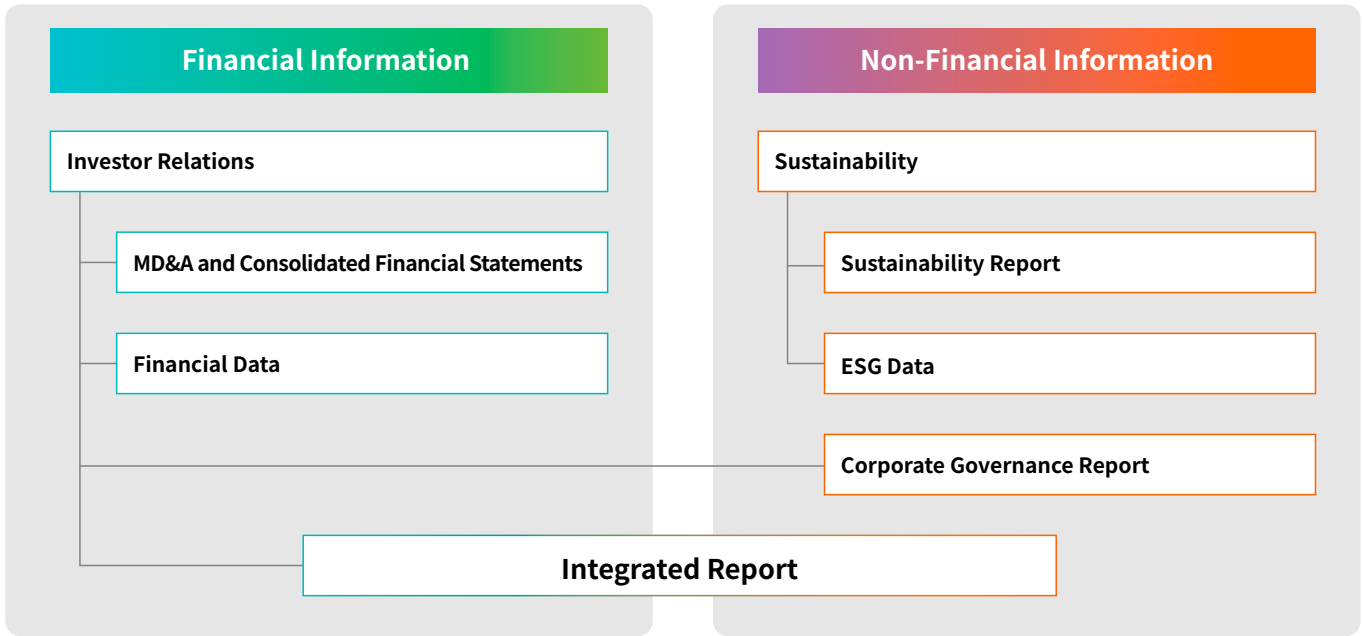 Financial Information
Investor Relations
MD&A and Consolidated Financial Statements
Financial Data
Non-Financial Information
Sustainability
Sustainability Report
ESG Data
Corporate Governance Report
Integrated Report